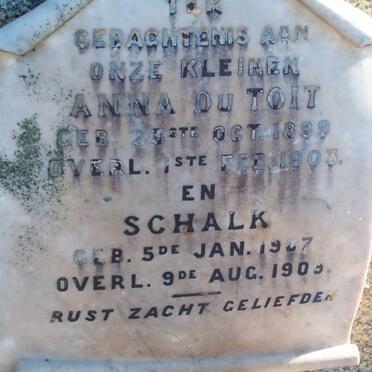 TER
GEDACHTENIS AAN
ONZE KLEINEN
ANNA DU TOIT
GEB. OCT. 1899
OVERL. 1STE FEB. 1903.
EN
SCHALK
GEB. 5DE JAN. 1907
OVERL. 9DE AUG. 1909.
RUST ZACHT GELIEFDEN